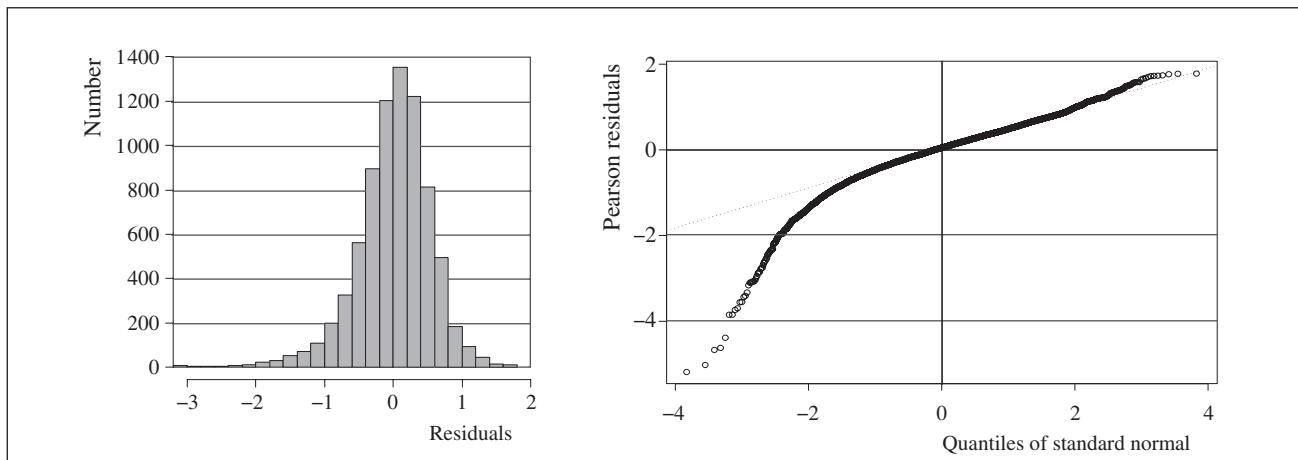 Number
1400
1200
1000
800
600
400
200
0
−3 −2 −1 0 1 2
Residuals
Pearson residuals
2
0
−2
−4
−4 −2 0 2 4
Quantiles of standard normal